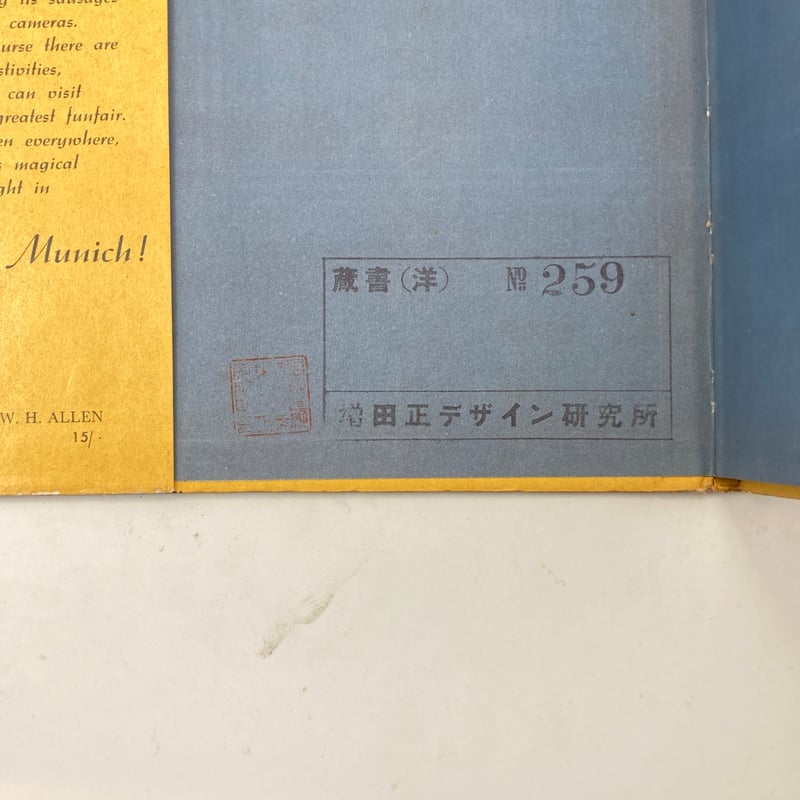 its sausages
cameras.
urse there are
stivities,
can visit
greatest funfair.
en everywhere,
magical
ght in
Munich!
W. H. ALLEN
15/-
蔵書(洋) № 259
増田正デザイン研究所